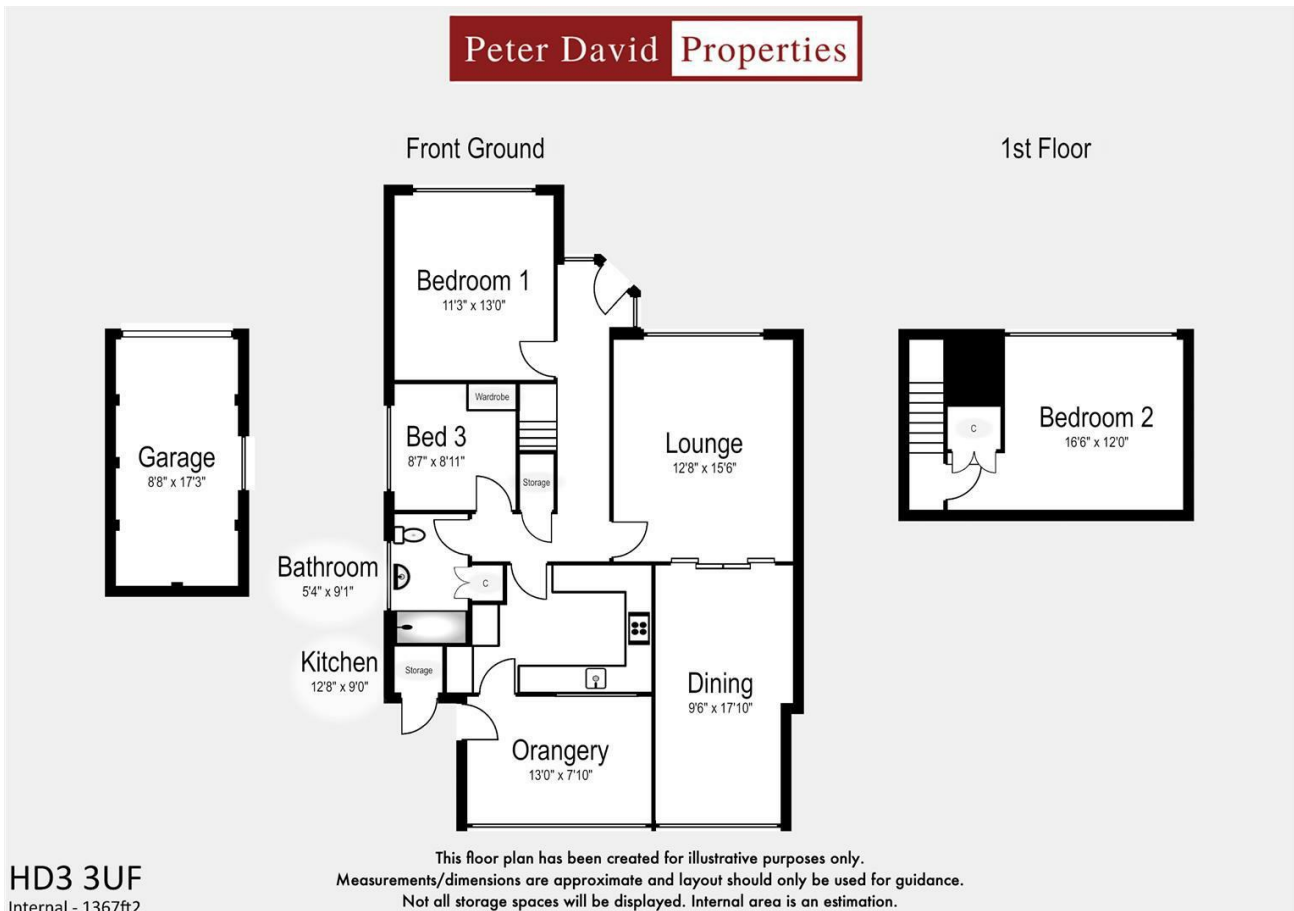 Peter David Properties
Front Ground
1st Floor
Bedroom 1
11'3" x 13'0"
Wardrobe
Bed 3
8'7" x 8'11"
Storage
Lounge
12'8" x 15'6"
Garage
8'8" x 17'3"
C
Bedroom 2
16'6" x 12'0"
Bathroom
5'4" x 9'1"
C
Kitchen
12'8" x 9'0"
Storage
Dining
9'6" x 17'10"
Orangery
13'0" x 7'10"
HD3 3UF
Internal - 1367ft2
This floor plan has been created for illustrative purposes only.
Measurements/dimensions are approximate and layout should only be used for guidance.
Not all storage spaces will be displayed. Internal area is an estimation.